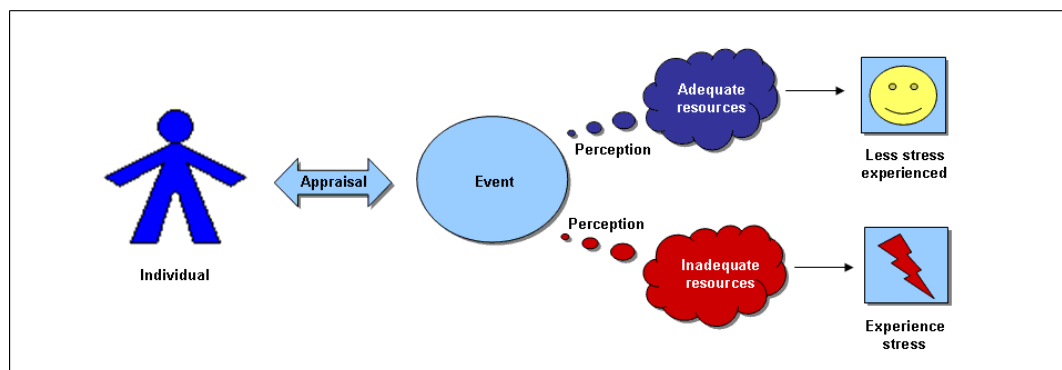 Individual
Appraisal
Event
Perception
Adequate
resources
Less stress
experienced
Perception
Inadequate
resources
Experience
stress